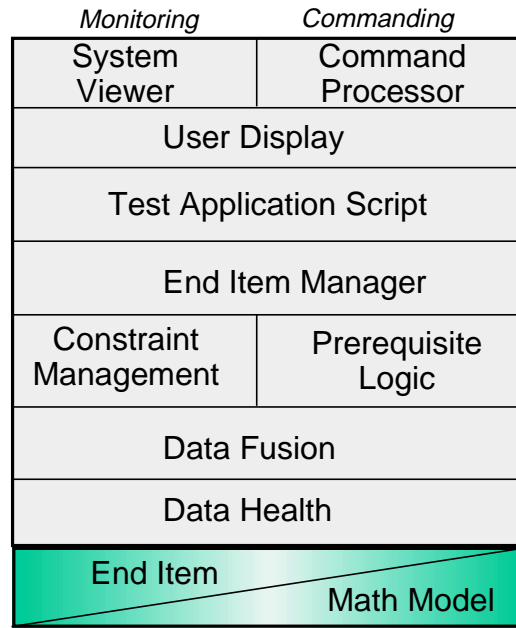 Monitoring Commanding
System Viewer
Command Processor
User Display
Test Application Script
End Item Manager
Constraint Management
Prerequisite Logic
Data Fusion
Data Health
End Item
Math Model